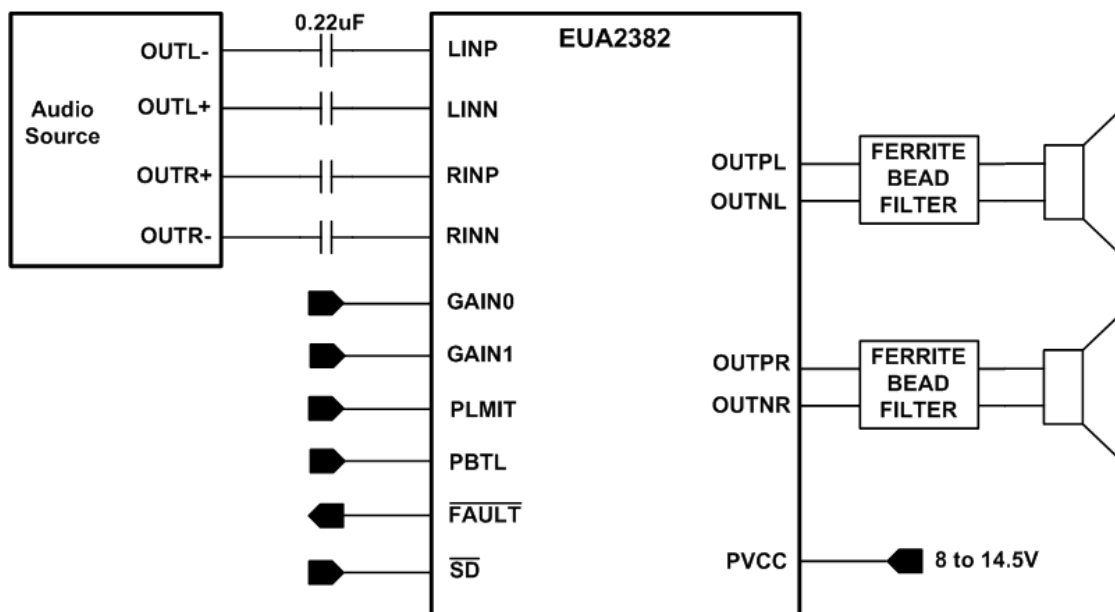 0.22uF
EUA2382
Audio
Source
OUTL-
OUTL+
OUTR+
OUTR-
LINP
LINN
RINP
RINN
GAIN0
GAIN1
PLMIT
PBTL
FAULT
SD
OUTPL
OUTNL
FERRITE
BEAD
FILTER
OUTPR
OUTNR
FERRITE
BEAD
FILTER
PVCC
8 to 14.5V